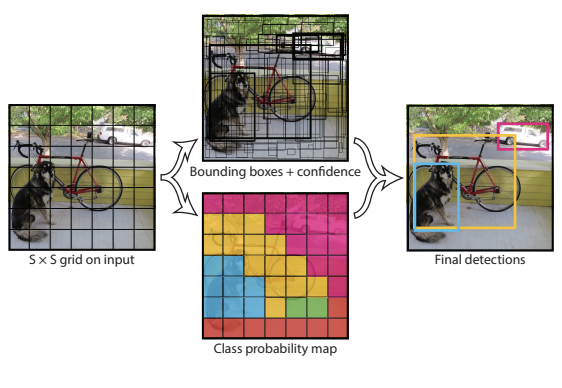 Bounding boxes + confidence
S × S grid on input
Final detections
Class probability map